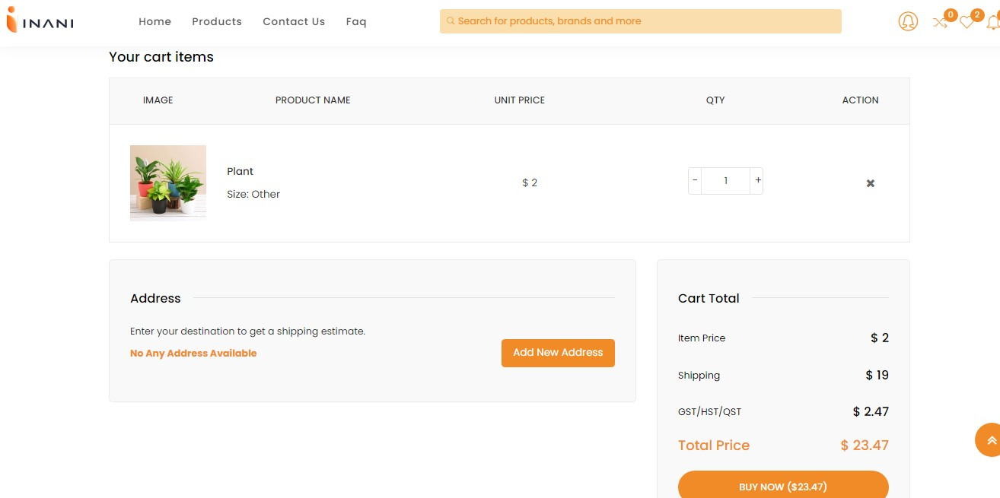 INANI
Home Products Contact Us Faq
Search for products, brands and more
0 2
Your cart items
IMAGE PRODUCT NAME UNIT PRICE QTY ACTION
Plant
Size: Other
$ 2
- 1 +
Address
Enter your destination to get a shipping estimate.
No Any Address Available
Add New Address
Cart Total
Item Price $ 2
Shipping $ 19
GST/HST/QST $ 2.47
Total Price $ 23.47
BUY NOW ($23.47)